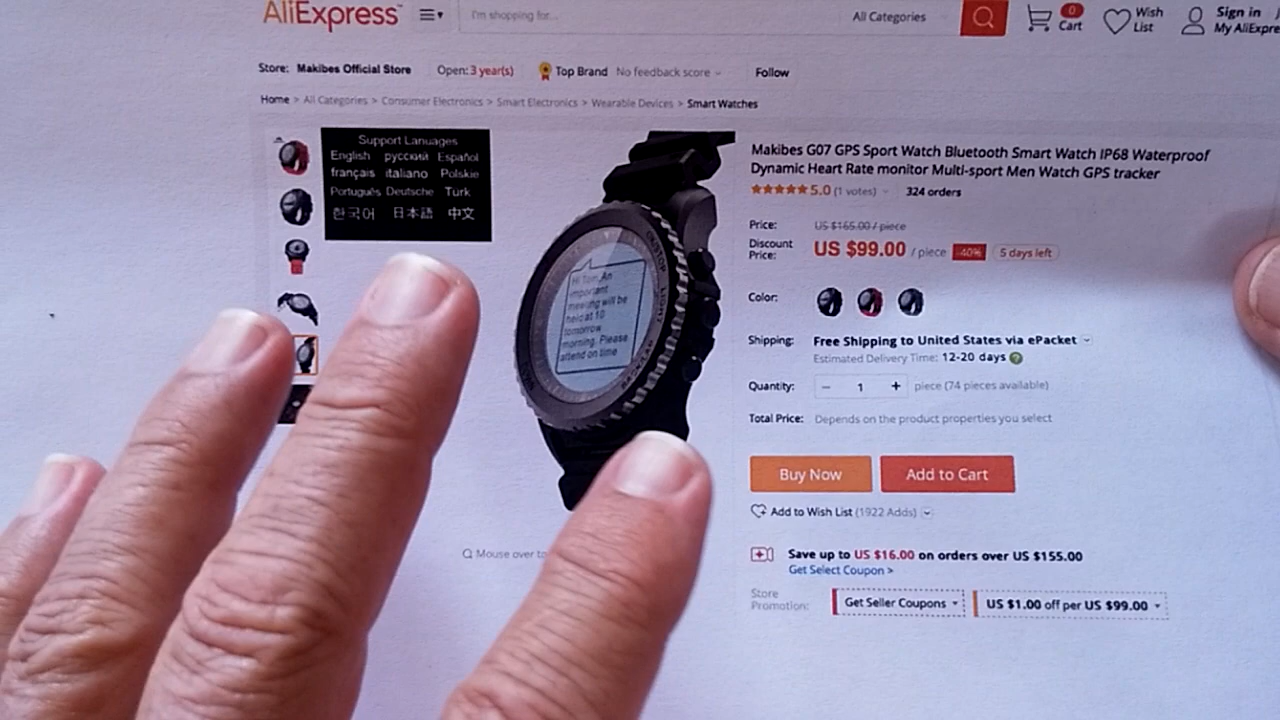 AliExpress™
I'm shopping for...
All Categories
0
Cart
Wish
List
Sign in
My AliExpre
Store: Makibes Official Store
Open: 3 year(s)
Top Brand No feedback score
Follow
Home > All Categories > Consumer Electronics > Smart Electronics > Wearable Devices > Smart Watches
Support Lanuages
English русский Español
français italiano Polskie
Português Deutsche Türk
한국어 日本語 中文
Hi Tom, An
important
meeting will be
held at 10
tomorrow
morning. Please
attend on time
LIGHT
Mouse over to
Makibes G07 GPS Sport Watch Bluetooth Smart Watch IP68 Waterproof
Dynamic Heart Rate monitor Multi-sport Men Watch GPS tracker
5.0 (1 votes) 324 orders
Price: US $165.00 / piece
Discount
Price:
US $99.00 / piece -40% 5 days left
Color:
Shipping: Free Shipping to United States via ePacket
Estimated Delivery Time: 12-20 days ?
Quantity: − 1 + piece (74 pieces available)
Total Price: Depends on the product properties you select
Buy Now Add to Cart
Add to Wish List (1922 Adds)
Save up to US $16.00 on orders over US $155.00
Get Select Coupon >
Store
Promotion:
Get Seller Coupons US $1.00 off per US $99.00